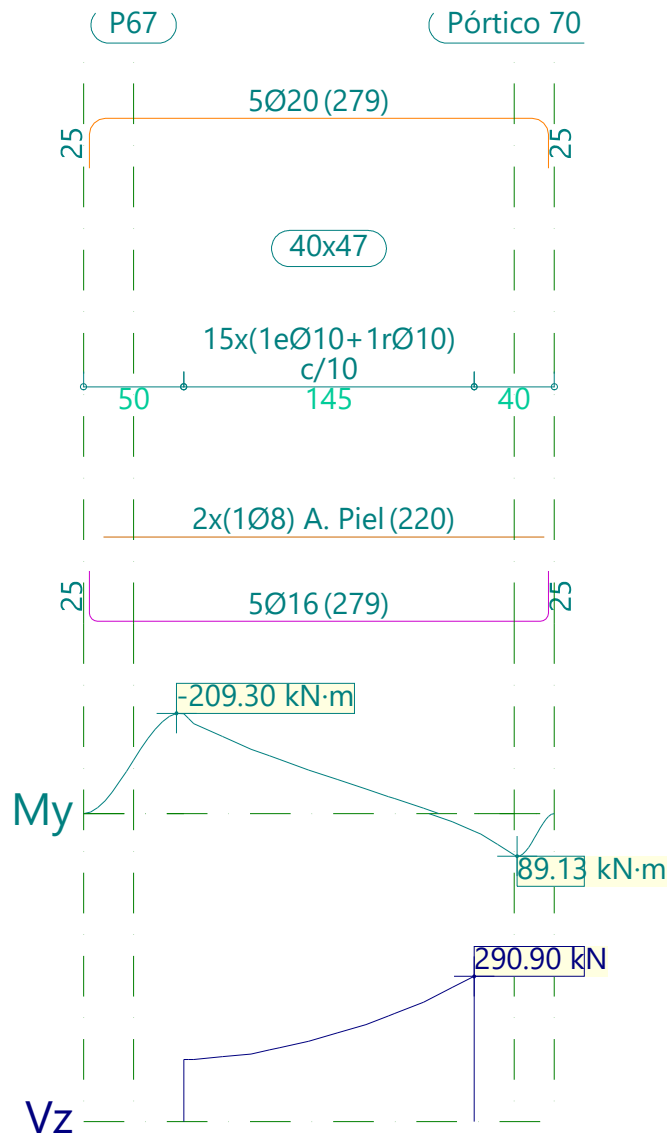 P67
Pórtico 70
5Ø20 (279)
25
25
40x47
15x(1eØ10+1rØ10)
c/10
50
145
40
2x(1Ø8) A. Piel (220)
25
25
5Ø16 (279)
-209.30 kN·m
My
89.13 kN·m
290.90 kN
Vz